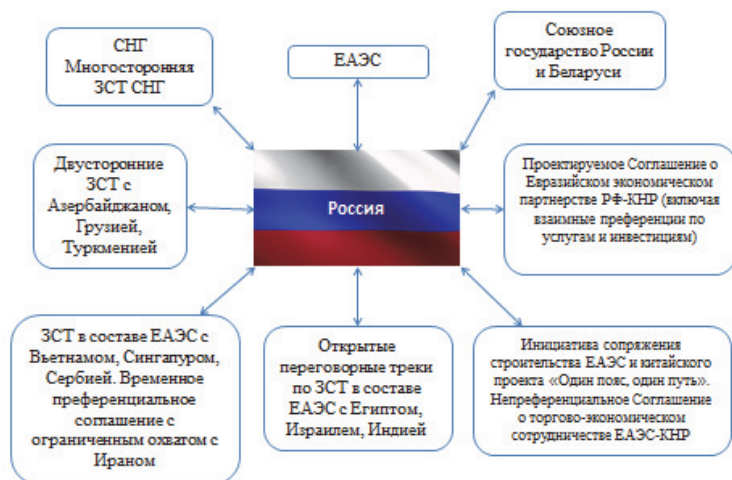 СНГ
Многосторонняя
ЗСТ СНГ
ЕАЭС
Союзное
государство России
и Беларуси
Двусторонние
ЗСТ с
Азербайджаном,
Грузией,
Туркменией
Россия
Проектируемое Соглашение о
Евразийском экономическом
партнерстве РФ-КНР (включая
взаимные преференции по
услугам и инвестициям)
ЗСТ в составе ЕАЭС с
Вьетнамом, Сингапуром,
Сербией. Временное
преференциальное
соглашение с
ограниченным охватом с
Ираном
Открытые
переговорные треки
по ЗСТ в составе
ЕАЭС с Египтом,
Израилем, Индией
Инициатива сопряжения
строительства ЕАЭС и китайского
проекта «Один пояс, один путь».
Непреференциальное Соглашение
о торгово-экономическом
сотрудничестве ЕАЭС-КНР